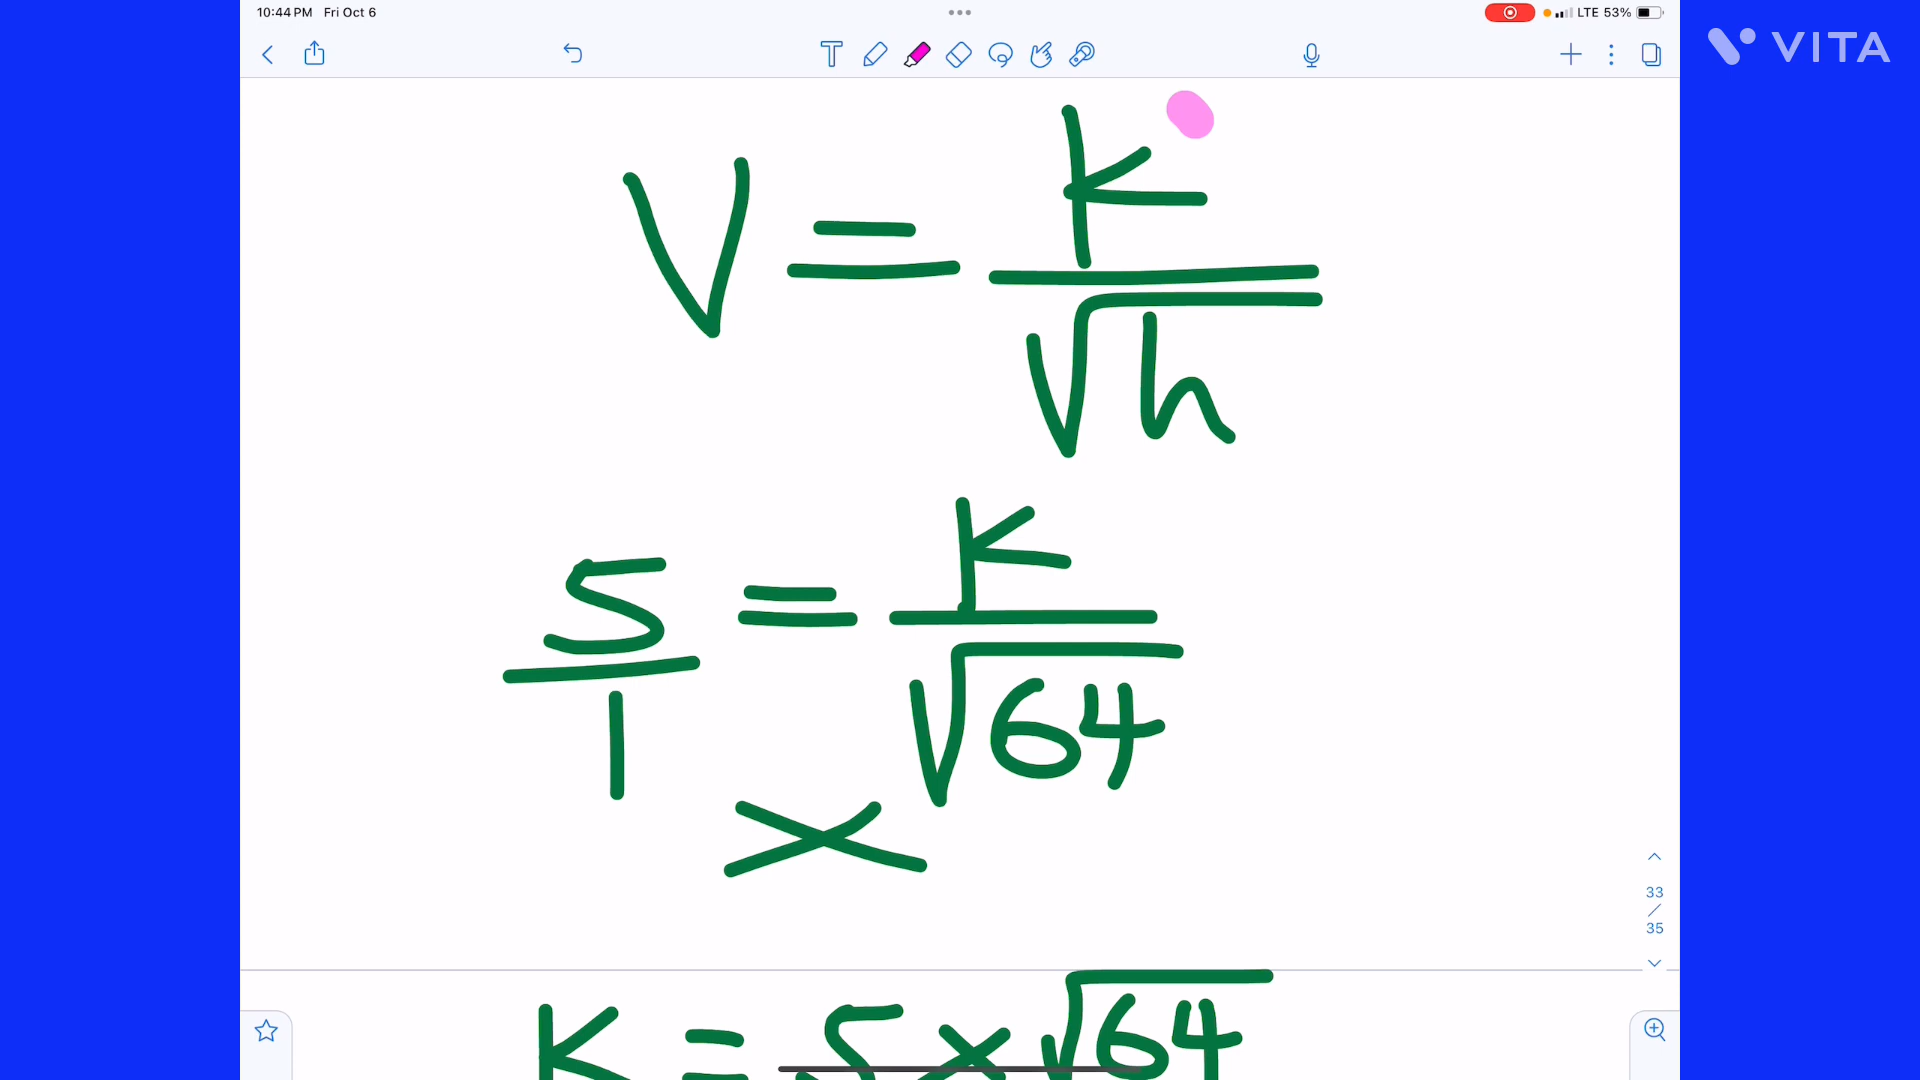 10:44 PM Fri Oct 6
LTE 53%
VITA
V = K
√h
5 = K
1 √64
×
33
/
35
K = 5 × √64